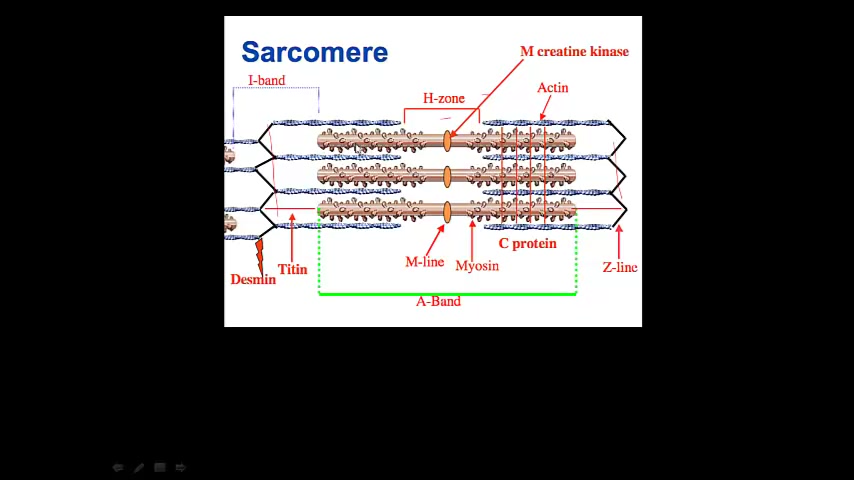 Sarcomere
M creatine kinase
I-band
Actin
H-zone
C protein
M-line
Myosin
Z-line
Titin
Desmin
A-Band